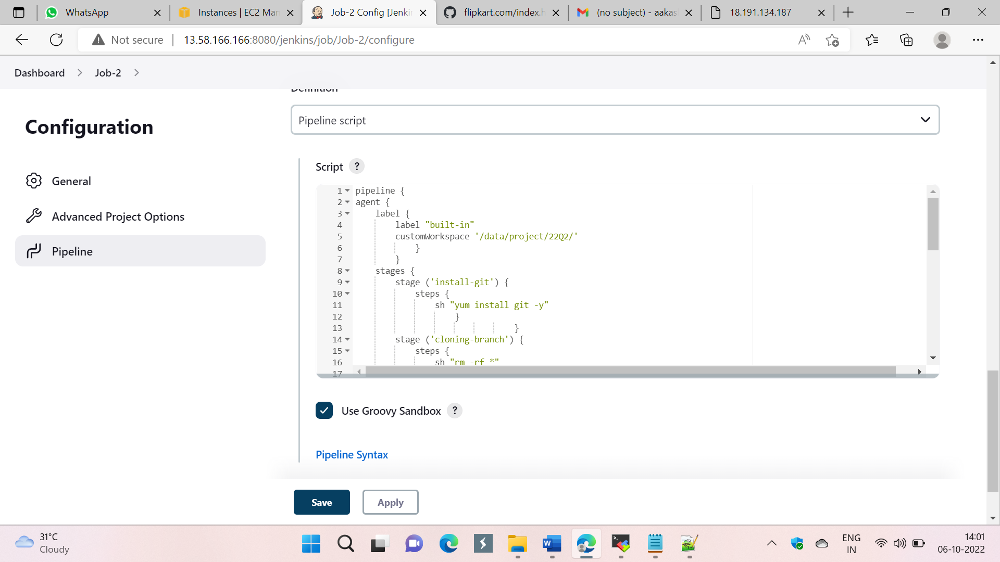 WhatsApp
Instances | EC2 Man
Job-2 Config [Jenki
flipkart.com/index.h
(no subject) - aakas
18.191.134.187
Not secure
13.58.166.166:8080/jenkins/job/Job-2/configure
Dashboard
Job-2
Definition
Configuration
Pipeline script
General
Script ?
Advanced Project Options
Pipeline
1 pipeline {
2 agent {
3 label {
4 label "built-in"
5 customWorkspace '/data/project/22Q2/'
6 }
7 }
8 stages {
9 stage ('install-git') {
10 steps {
11 sh "yum install git -y"
12 }
13 }
14 stage ('cloning-branch') {
15 steps {
16 sh "rm -rf *"
17
Use Groovy Sandbox ?
Pipeline Syntax
Save
Apply
31°C
Cloudy
W
ENG
IN
14:01
06-10-2022